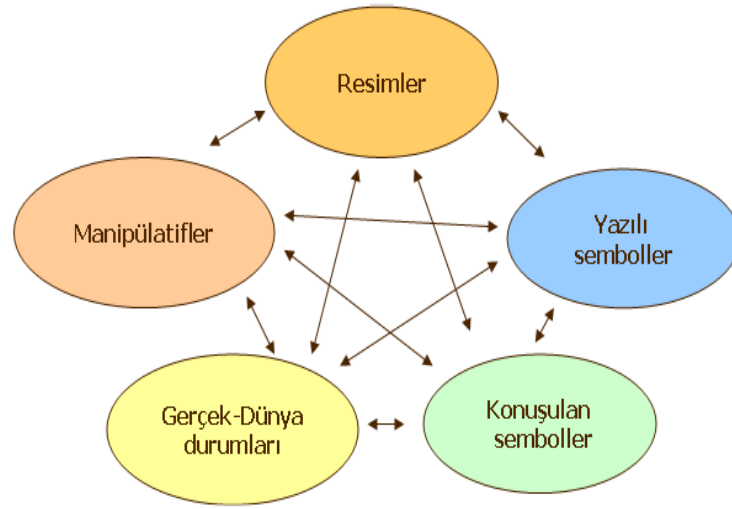 Resimler
Manipülatifler
Yazılı
semboller
Gerçek-Dünya
durumları
Konuşulan
semboller